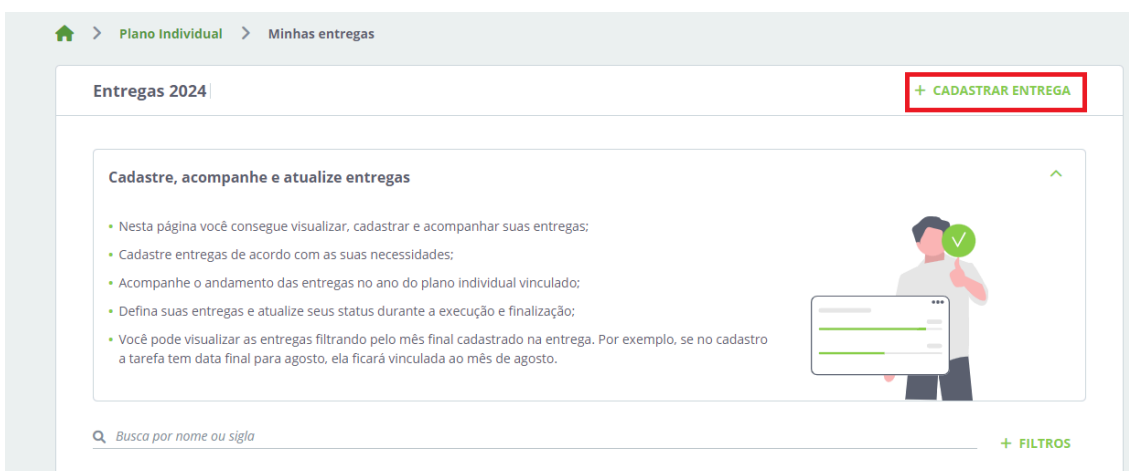 Plano Individual > Minhas entregas
Entregas 2024
+ CADASTRAR ENTREGA
Cadastre, acompanhe e atualize entregas
• Nesta página você consegue visualizar, cadastrar e acompanhar suas entregas;
• Cadastre entregas de acordo com as suas necessidades;
• Acompanhe o andamento das entregas no ano do plano individual vinculado;
• Defina suas entregas e atualize seus status durante a execução e finalização;
• Você pode visualizar as entregas filtrando pelo mês final cadastrado na entrega. Por exemplo, se no cadastro
a tarefa tem data final para agosto, ela ficará vinculada ao mês de agosto.
Busca por nome ou sigla
+ FILTROS